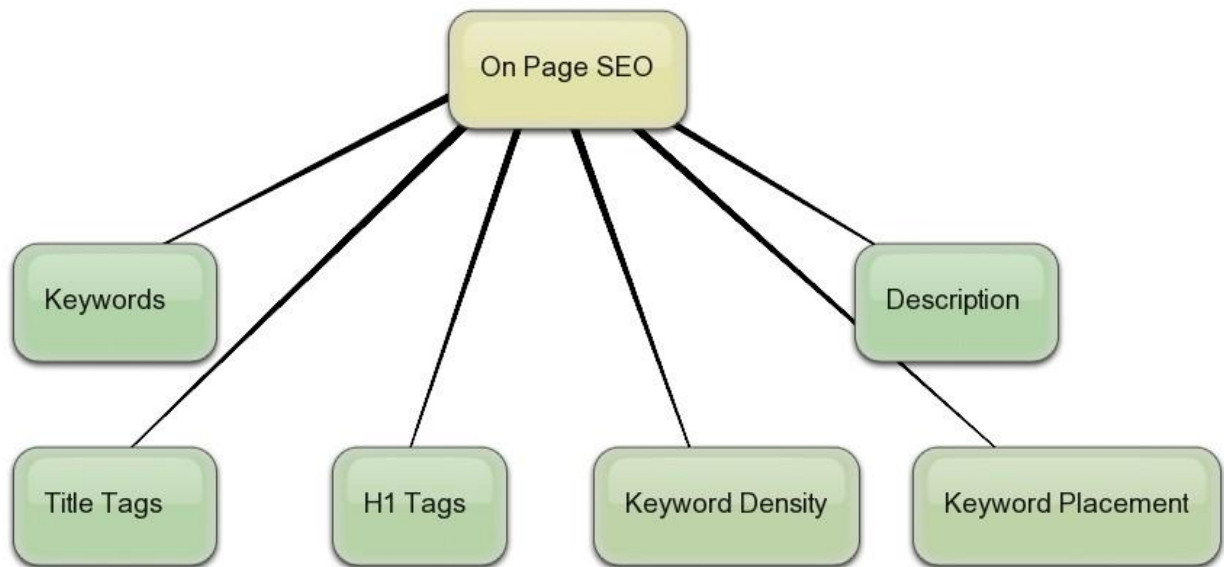 On Page SEO
Keywords
Description
Title Tags
H1 Tags
Keyword Density
Keyword Placement